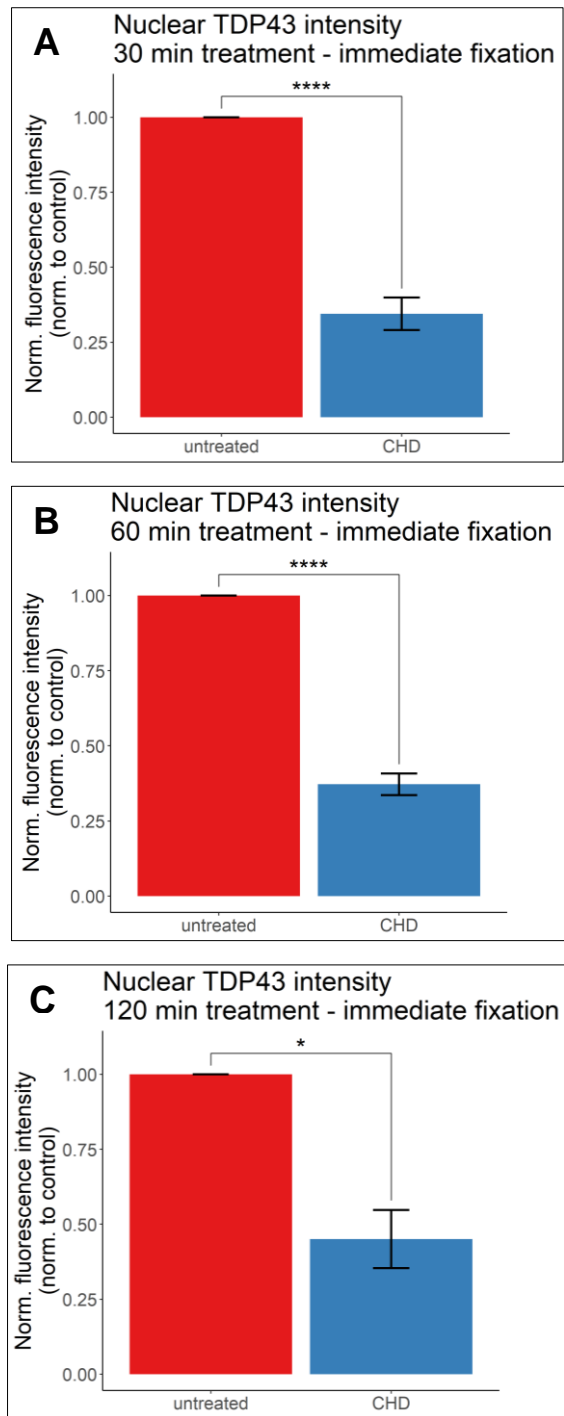 A
Nuclear TDP43 intensity
30 min treatment - immediate fixation
****
1.00
0.75
0.50
0.25
0.00
Norm. fluorescence intensity
(norm. to control)
untreated
CHD
B
Nuclear TDP43 intensity
60 min treatment - immediate fixation
****
1.00
0.75
0.50
0.25
0.00
Norm. fluorescence intensity
(norm. to control)
untreated
CHD
C
Nuclear TDP43 intensity
120 min treatment - immediate fixation
*
1.00
0.75
0.50
0.25
0.00
Norm. fluorescence intensity
(norm. to control)
untreated
CHD